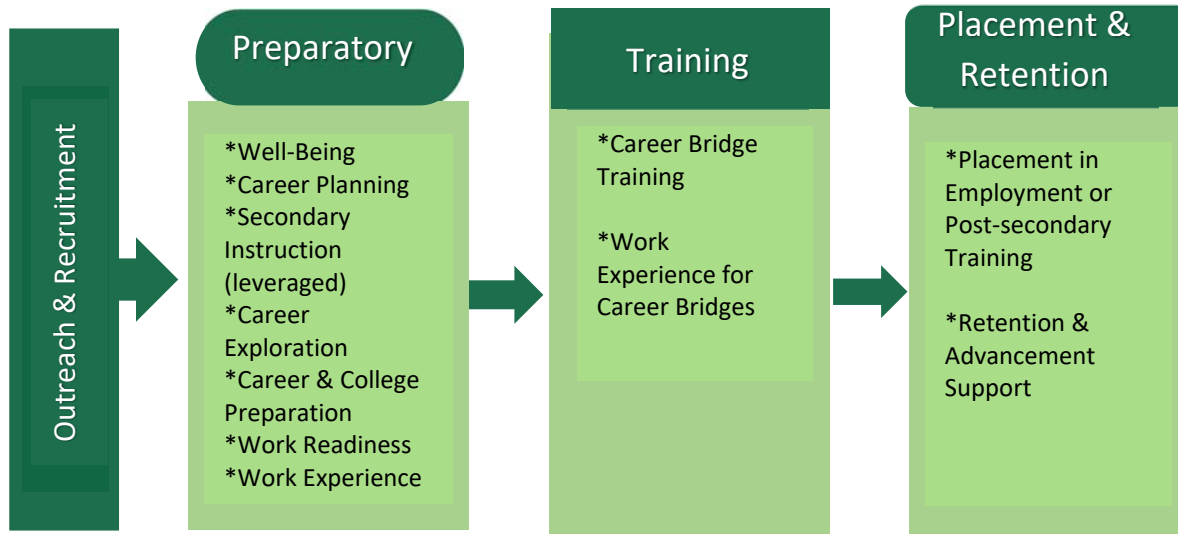 Outreach & Recruitment
Preparatory
*Well-Being
*Career Planning
*Secondary
Instruction
(leveraged)
*Career
Exploration
*Career & College
Preparation
*Work Readiness
*Work Experience
Training
*Career Bridge
Training
*Work
Experience for
Career Bridges
Placement &
Retention
*Placement in
Employment or
Post-secondary
Training
*Retention &
Advancement
Support